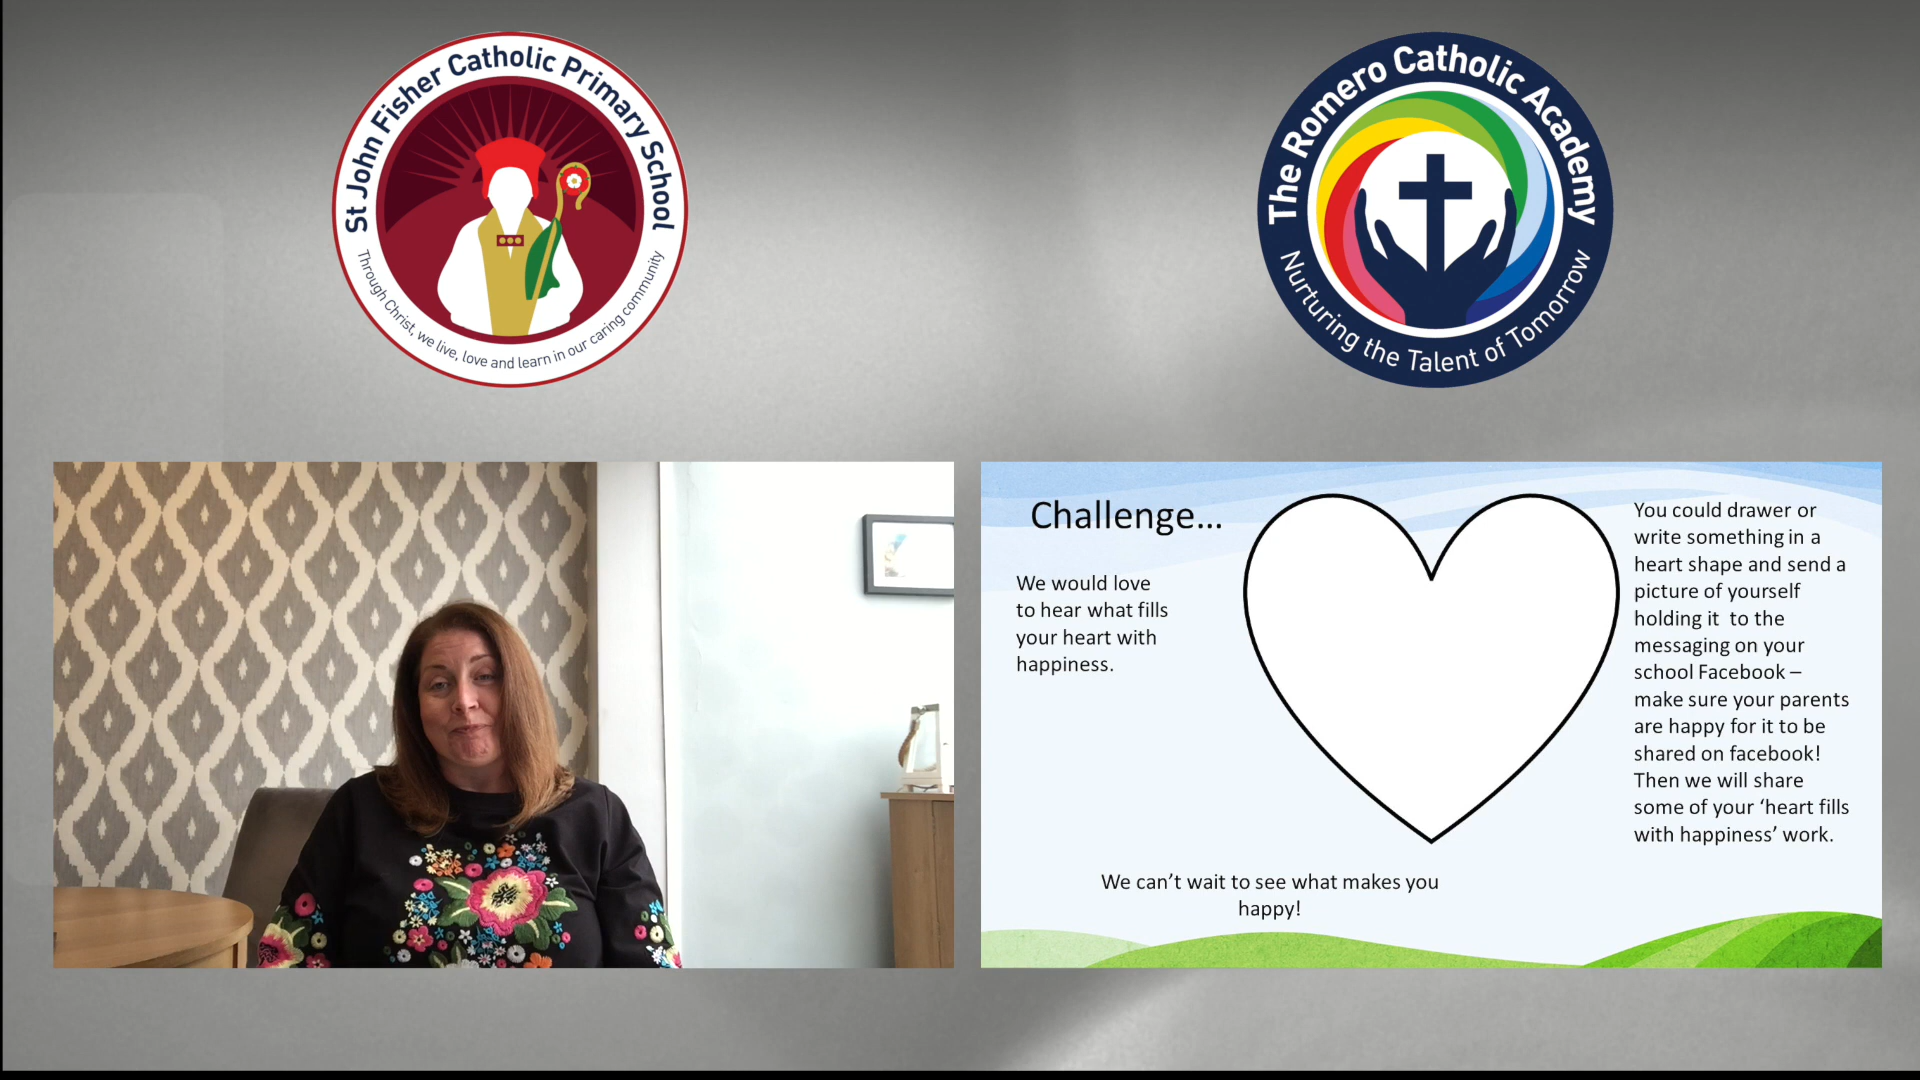 St John Fisher Catholic Primary School
Through Christ, we live, love and learn in our caring community
The Romero Catholic Academy
Nurturing the Talent of Tomorrow
Challenge...
We would love
to hear what fills
your heart with
happiness.
You could drawer or
write something in a
heart shape and send a
picture of yourself
holding it to the
messaging on your
school Facebook –
make sure your parents
are happy for it to be
shared on facebook!
Then we will share
some of your ‘heart fills
with happiness’ work.
We can’t wait to see what makes you
happy!